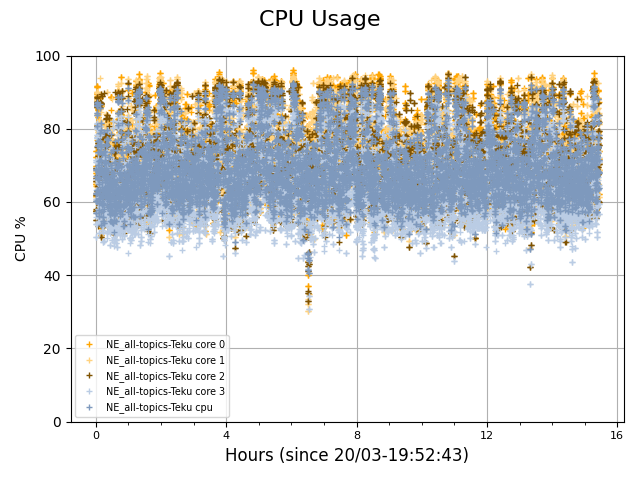 CPU Usage
100
80
60
40
20
0
CPU %
NE_all-topics-Teku core 0
NE_all-topics-Teku core 1
NE_all-topics-Teku core 2
NE_all-topics-Teku core 3
NE_all-topics-Teku cpu
0 4 8 12 16
Hours (since 20/03-19:52:43)